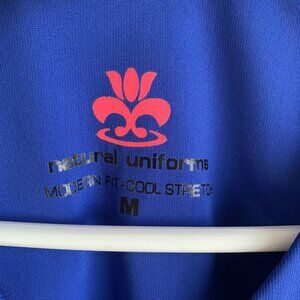 natural uniforms
MODERN FIT-COOL STRETCH
M